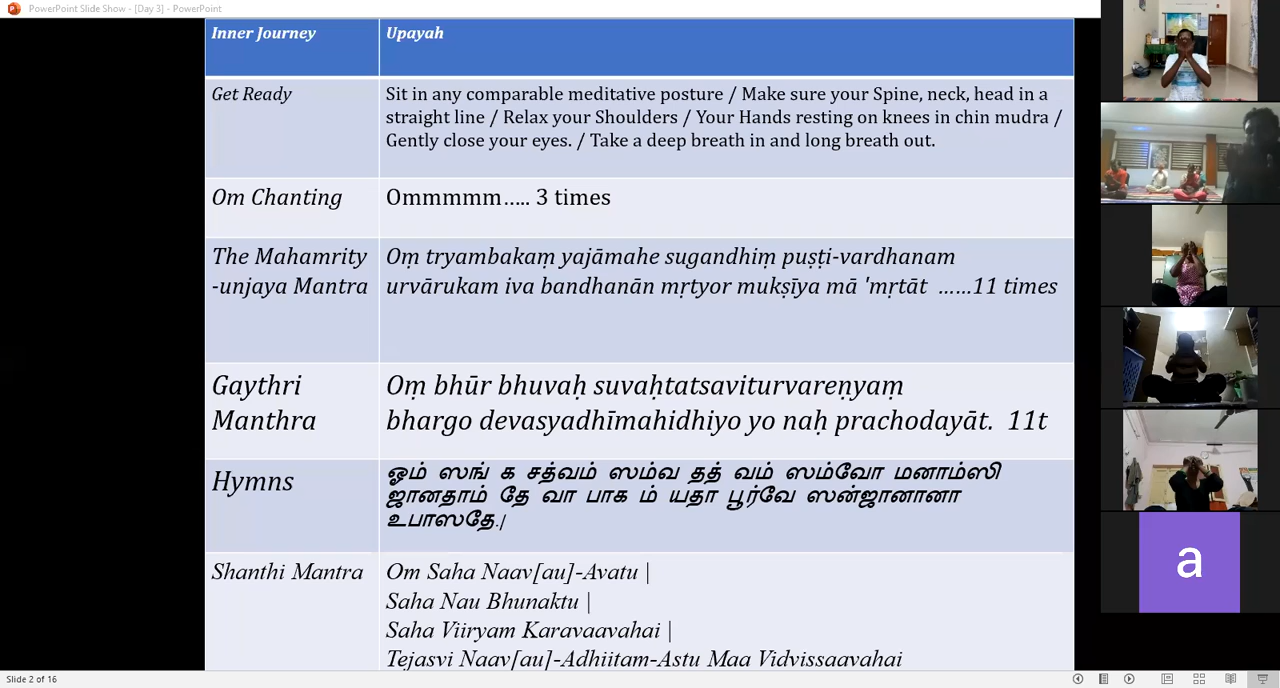 PowerPoint Slide Show - [Day 3] - PowerPoint
Inner Journey
Upayah
Get Ready
Sit in any comparable meditative posture / Make sure your Spine, neck, head in a
straight line / Relax your Shoulders / Your Hands resting on knees in chin mudra /
Gently close your eyes. / Take a deep breath in and long breath out.
Om Chanting
Ommmmm….. 3 times
The Mahamrity
-unjaya Mantra
Oṃ tryambakaṃ yajāmahe sugandhiṃ puṣṭi-vardhanam
urvārukam iva bandhanān mṛtyor mukṣīya mā 'mṛtāt ……11 times
Gaythri
Manthra
Oṃ bhūr bhuvaḥ suvaḥtatsaviturvareṇyaṃ
bhargo devasyadhīmahidhiyo yo naḥ prachodayāt. 11t
Hymns
ஓம் ஸங் க சத்வம் ஸம்வ தத் வம் ஸம்வோ மனாம்ஸி
ஜானதாம் தே வா பாக ம் யதா பூர்வே ஸன்ஜானானா
உபாஸதே./
Shanthi Mantra
Om Saha Naav[au]-Avatu |
Saha Nau Bhunaktu |
Saha Viiryam Karavaavahai |
Tejasvi Naav[au]-Adhiitam-Astu Maa Vidvissaavahai
a
Slide 2 of 16